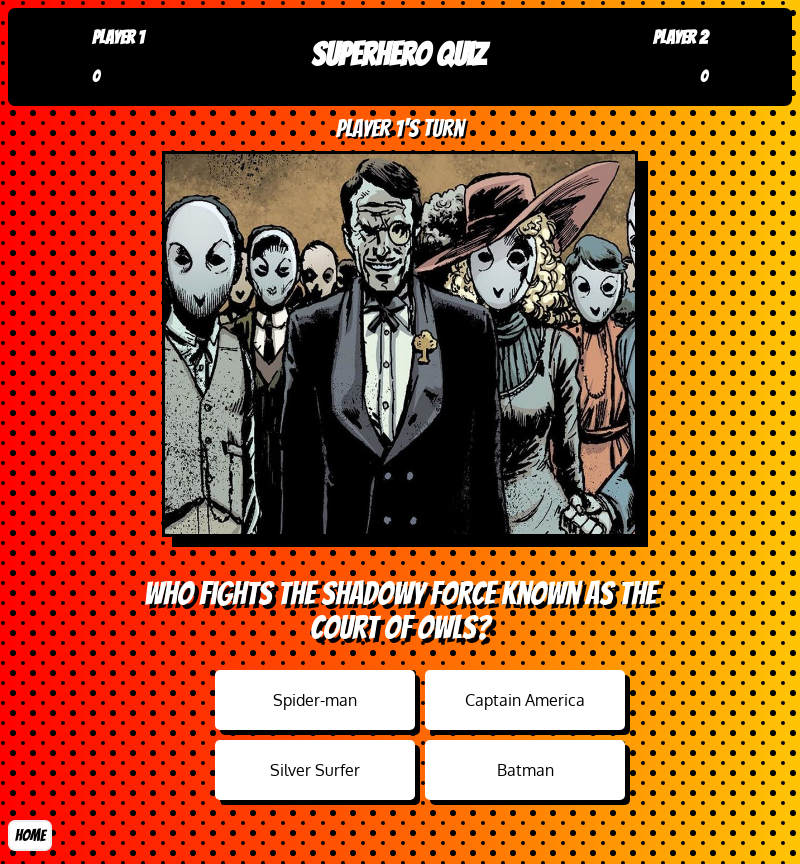 PLAYER 1
0
SUPERHERO QUIZ
PLAYER 2
0
PLAYER 1'S TURN
WHO FIGHTS THE SHADOWY FORCE KNOWN AS THE
COURT OF OWLS?
Spider-man
Captain America
Silver Surfer
Batman
HOME